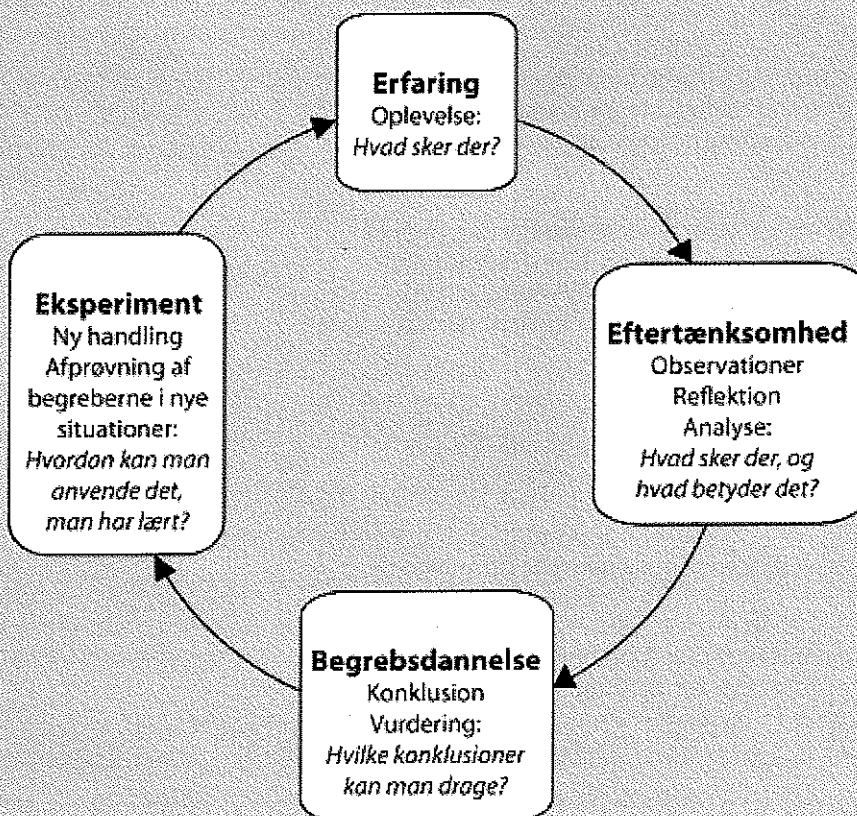 Erfaring
Oplevelse:
Hvad sker der?
Eftertænksomhed
Observationer
Reflektion
Analyse:
Hvad sker der, og
hvad betyder det?
Begrebsdannelse
Konklusion
Vurdering:
Hvilke konklusioner
kan man drage?
Eksperiment
Ny handling
Afprøvning af
begreberne i nye
situationer:
Hvordan kan man
anvende det,
man har lært?